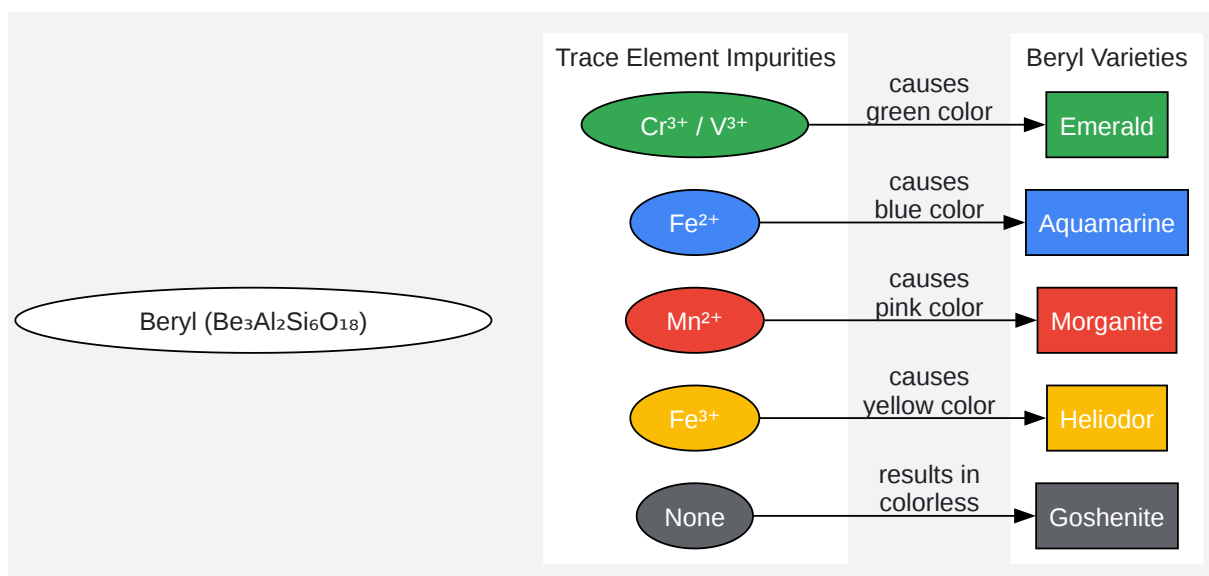 Trace Element Impurities
Beryl Varieties
Cr³⁺ / V³⁺
causes
green color
Emerald
Fe²⁺
causes
blue color
Aquamarine
Beryl (Be₃Al₂Si₆O₁₈)
Mn²⁺
causes
pink color
Morganite
Fe³⁺
causes
yellow color
Heliodor
None
results in
colorless
Goshenite